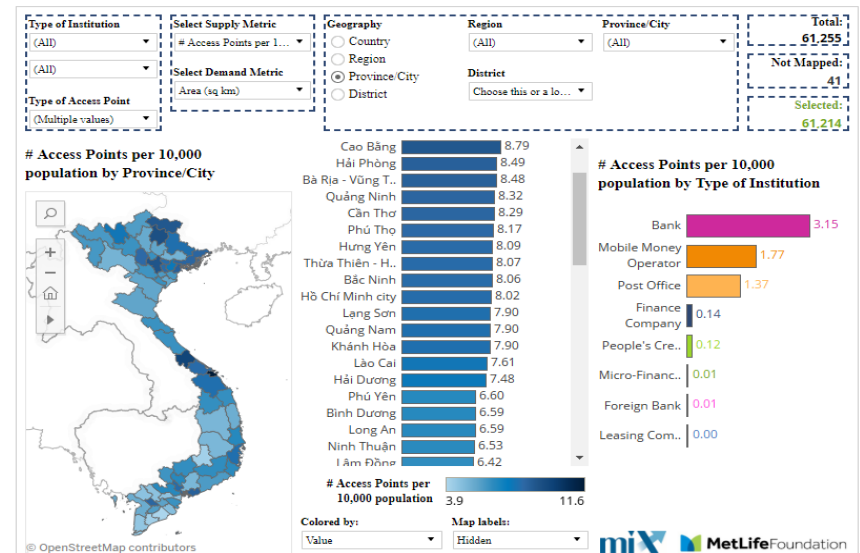 Type of Institution
(All)
(All)
Type of Access Point
(Multiple values)
Select Supply Metric
# Access Points per 1...
Select Demand Metric
Area (sq km)
Geography
Country
Region
Province/City
District
Region
(All)
District
Choose this or a lo...
Province/City
(All)
Total:
61,255
Not Mapped:
41
Selected:
61,214
# Access Points per 10,000
population by Province/City
© OpenStreetMap contributors
Cao Bằng 8.79
Hải Phòng 8.49
Bà Rịa - Vũng T.. 8.48
Quảng Ninh 8.32
Cần Thơ 8.29
Phú Thọ 8.17
Hưng Yên 8.09
Thừa Thiên - H.. 8.07
Bắc Ninh 8.06
Hồ Chí Minh city 8.02
Lạng Sơn 7.90
Quảng Nam 7.90
Khánh Hòa 7.90
Lào Cai 7.61
Hải Dương 7.48
Phú Yên 6.60
Bình Dương 6.59
Long An 6.59
Ninh Thuận 6.53
Lâm Đồng 6.42
# Access Points per
10,000 population
3.9 11.6
Colored by:
Value
Map labels:
Hidden
# Access Points per 10,000
population by Type of Institution
Bank 3.15
Mobile Money
Operator 1.77
Post Office 1.37
Finance
Company 0.14
People's Cre.. 0.12
Micro-Financ.. 0.01
Foreign Bank 0.01
Leasing Com.. 0.00
miX
MetLife Foundation